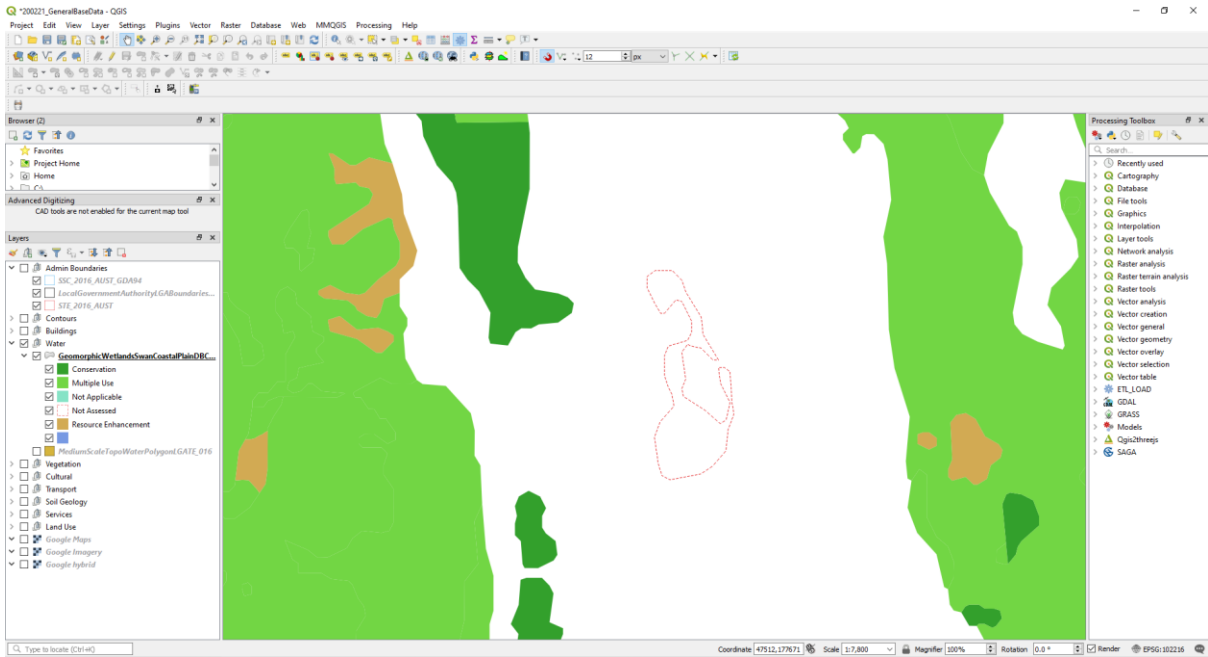 *200221_GeneralBaseData - QGIS
Project Edit View Layer Settings Plugins Vector Raster Database Web MMQGIS Processing Help
12 px
Browser (2)
Favorites
Project Home
Home
C:\
Advanced Digitizing
CAD tools are not enabled for the current map tool
Layers
Admin Boundaries
SSC_2016_AUST_GDA94
LocalGovernmentAuthorityLGABoundaries...
STE_2016_AUST
Contours
Buildings
Water
GeomorphicWetlandsSwanCoastalPlainDBC...
Conservation
Multiple Use
Not Applicable
Not Assessed
Resource Enhancement
MediumScaleTopoWaterPolygonLGATE_016
Vegetation
Cultural
Transport
Soil Geology
Services
Land Use
Google Maps
Google Imagery
Google hybrid
Processing Toolbox
Search...
Recently used
Cartography
Database
File tools
Graphics
Interpolation
Layer tools
Network analysis
Raster analysis
Raster terrain analysis
Raster tools
Vector analysis
Vector creation
Vector general
Vector geometry
Vector overlay
Vector selection
Vector table
ETL_LOAD
GDAL
GRASS
Models
Qgis2threejs
SAGA
Type to locate (Ctrl+K)
Coordinate 47512,177671 Scale 1:7,800 Magnifier 100% Rotation 0.0 ° Render EPSG:102216